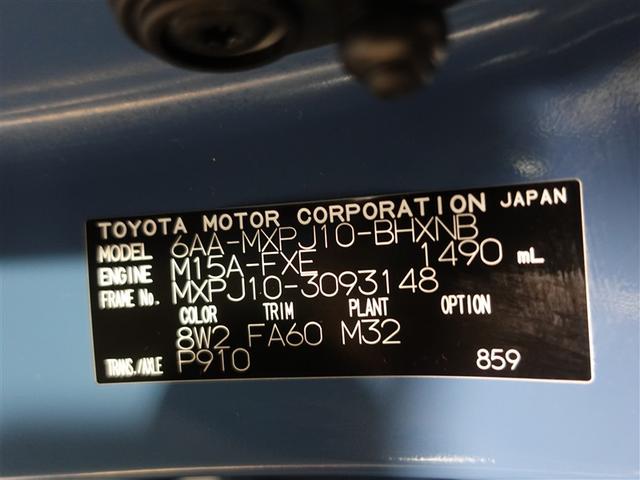 TOYOTA MOTOR CORPORATION JAPAN
MODEL 6AA-MXPJ10-BHXNB
ENGINE M15A-FXE 1490 mL
FRAME No. MXPJ10-3093148
COLOR TRIM PLANT OPTION
8W2 FA60 M32
TRANS./AXLE P910 859